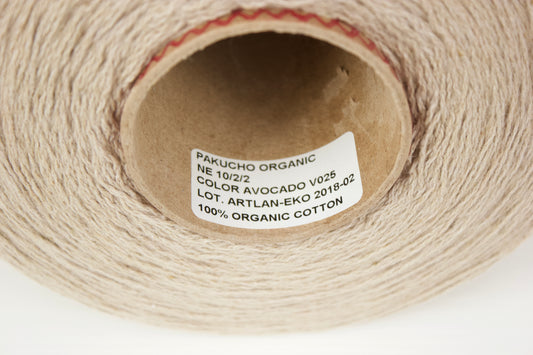 PAKUCHO ORGANIC
NE 10/2/2
COLOR AVOCADO V025
LOT. ARTLAN-EKO 2018-02
100% ORGANIC COTTON